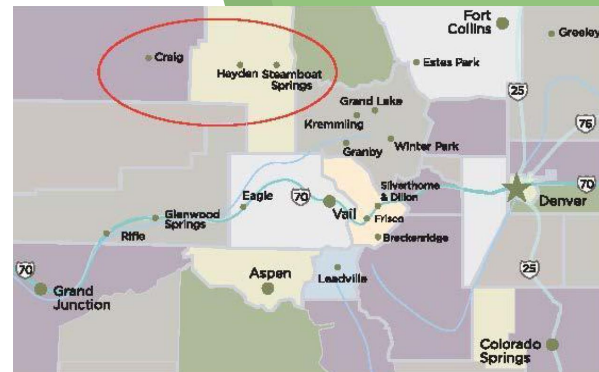 Fort
Collins
Greeley
Craig
Hayden
Steamboat
Springs
Estes Park
25
Grand Lake
Kremmling
76
Granby
Winter Park
Silverthorne
& Dillon
70
Denver
Eagle
70
Vail
Frisco
Glenwood
Springs
Rifle
Breckenridge
Aspen
Leadville
70
Grand
Junction
25
Colorado
Springs